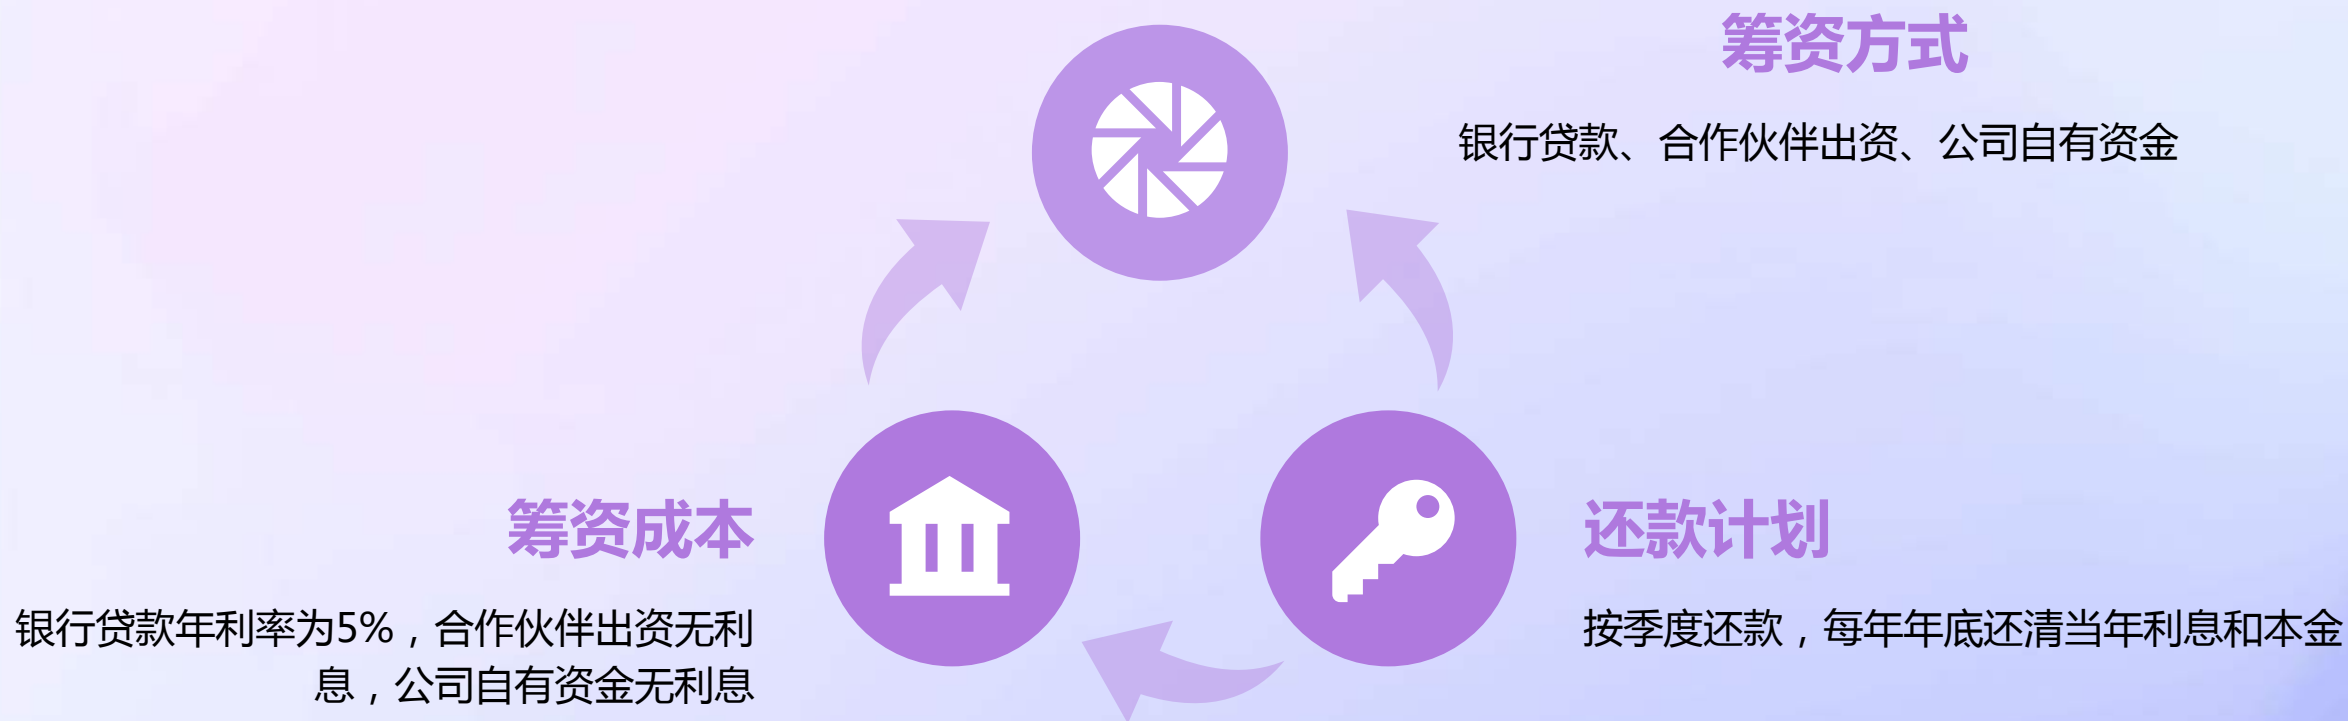 筹资方式
银行贷款、合作伙伴出资、公司自有资金
筹资成本
银行贷款年利率为5%，合作伙伴出资无利
息，公司自有资金无利息
还款计划
按季度还款，每年年底还清当年利息和本金